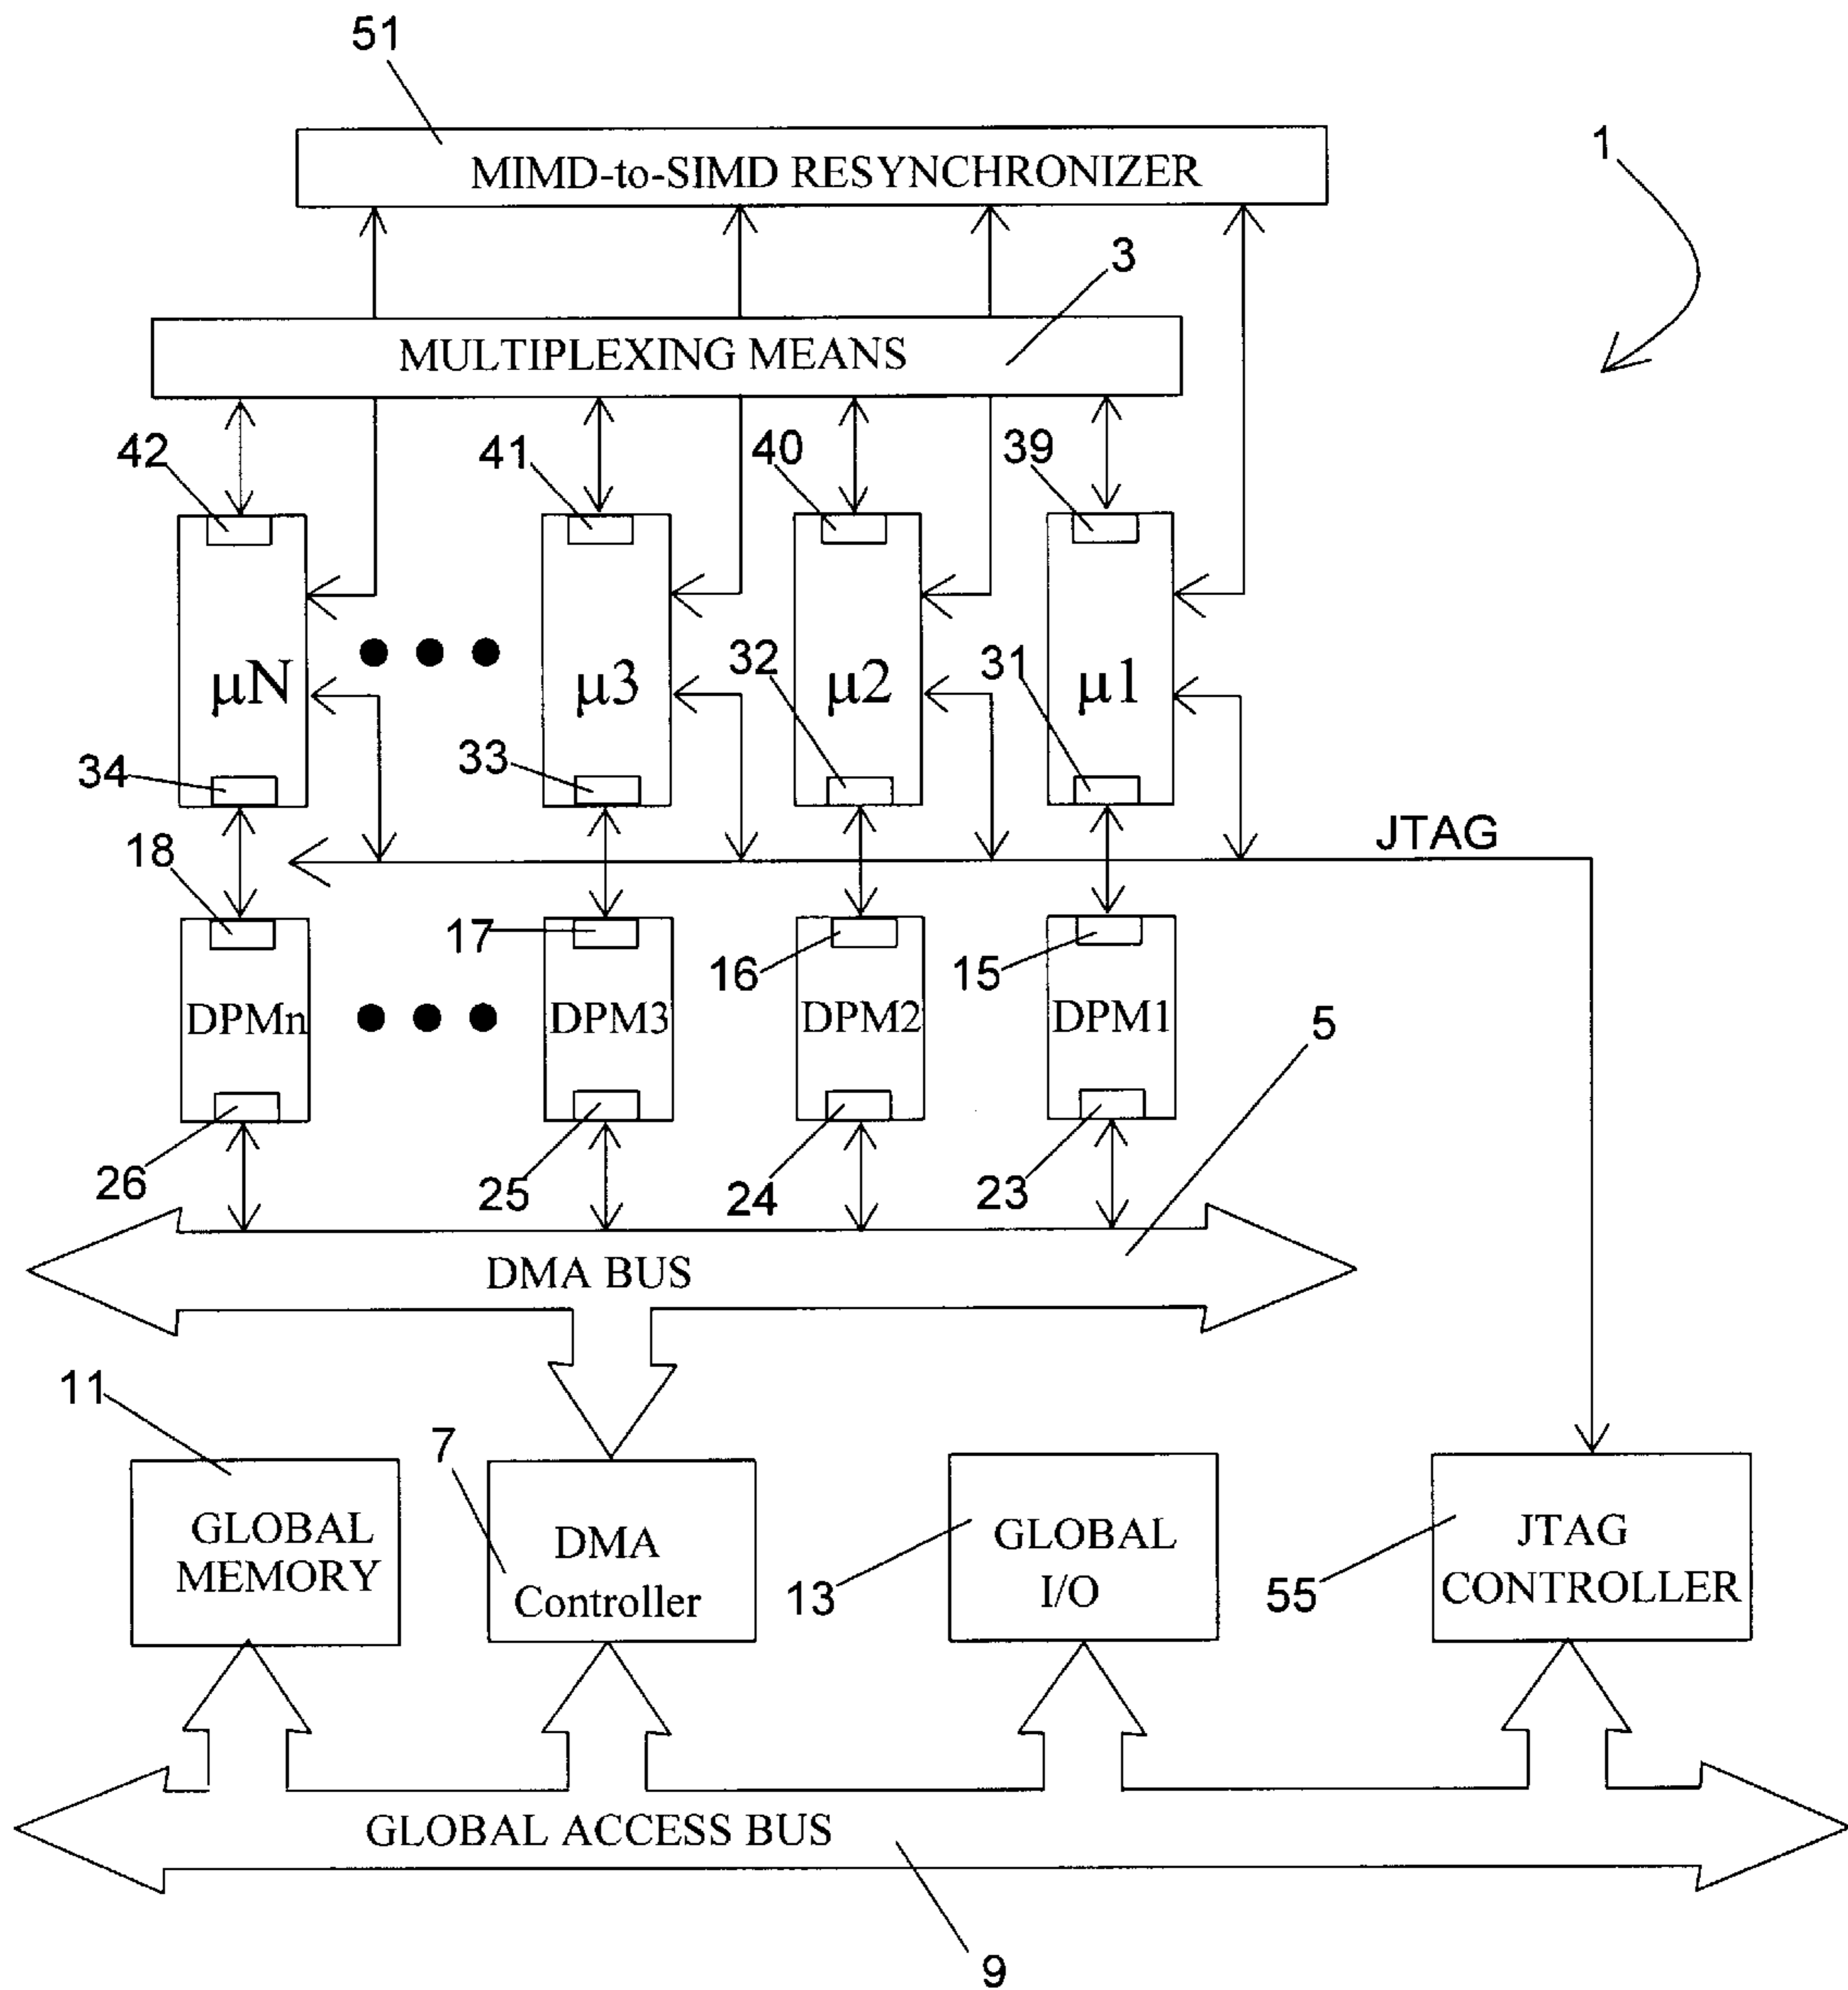 51
1
MIMD-to-SIMD RESYNCHRONIZER
3
MULTIPLEXING MEANS
42
41
40
39
µN
µ3
µ2
µ1
32
31
34
33
JTAG
18
17
16
15
DPMn
DPM3
DPM2
DPM1
5
26
25
24
23
DMA BUS
11
7
GLOBAL
MEMORY
DMA
Controller
13
GLOBAL
I/O
55
JTAG
CONTROLLER
GLOBAL ACCESS BUS
9